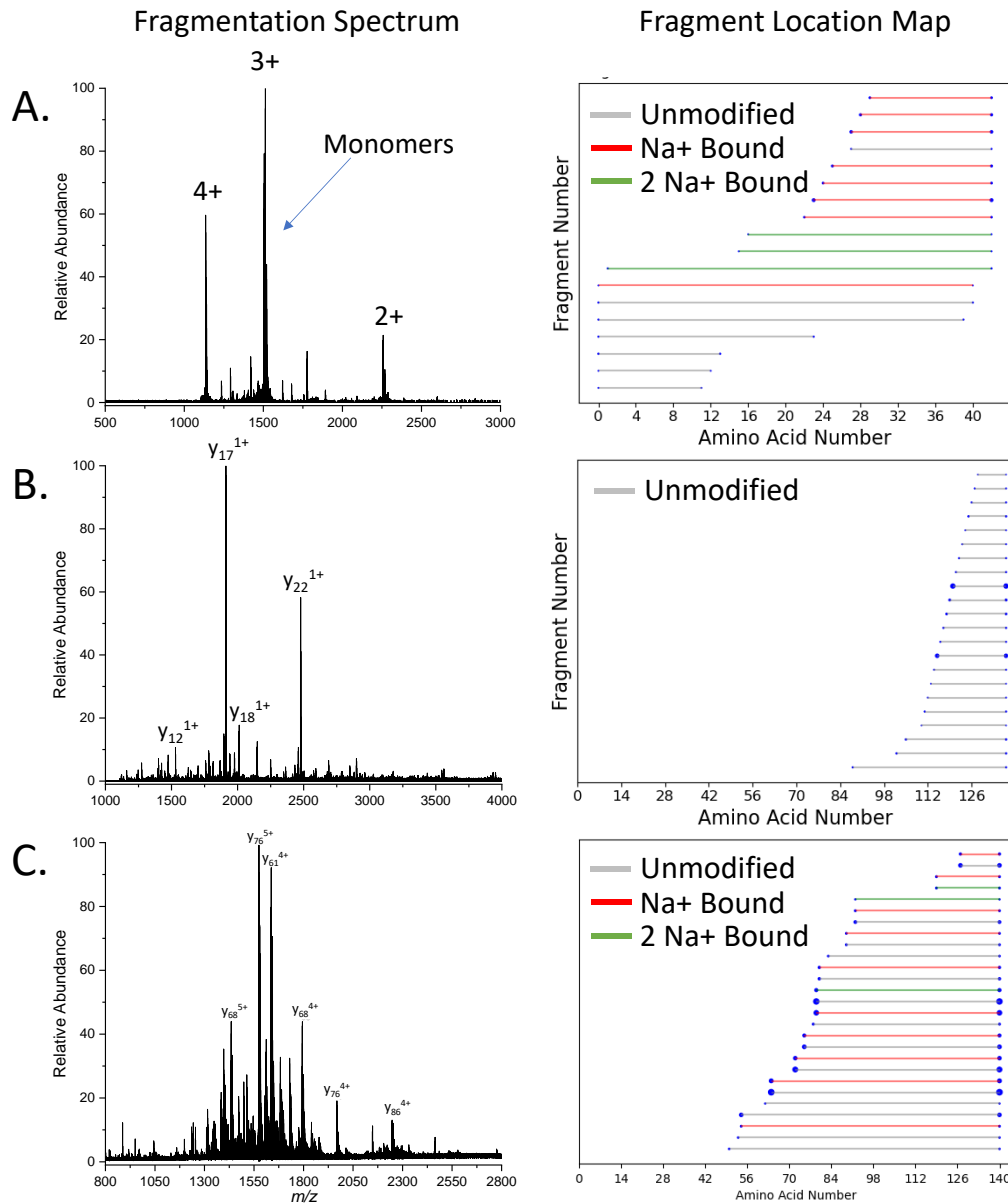 Fragmentation Spectrum
Fragment Location Map
A.
3+
Monomers
4+
2+
Relative Abundance
100
80
60
40
20
0
500 1000 1500 2000 2500 3000
Unmodified
Na+ Bound
2 Na+ Bound
Fragment Number
0 4 8 12 16 20 24 28 32 36 40
Amino Acid Number
B.
y17 1+
y22 1+
y18 1+
y12 1+
Relative Abundance
100
80
60
40
20
0
1000 1500 2000 2500 3000 3500 4000
Unmodified
Fragment Number
0 14 28 42 56 70 84 98 112 126
Amino Acid Number
C.
y76 5+
y61 4+
y68 5+
y68 4+
y76 4+
y86 4+
Relative Abundance
100
80
60
40
20
0
800 1050 1300 1550 1800 2050 2300 2550 2800
m/z
Unmodified
Na+ Bound
2 Na+ Bound
Fragment Number
0 14 28 42 56 70 84 98 112 126
Amino Acid Number